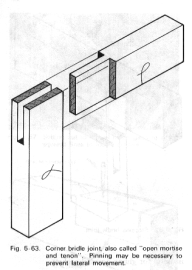 Fig. 5-63. Corner bridle joint, also called "open mortise
and tenon". Pinning may be necessary to
prevent lateral movement.